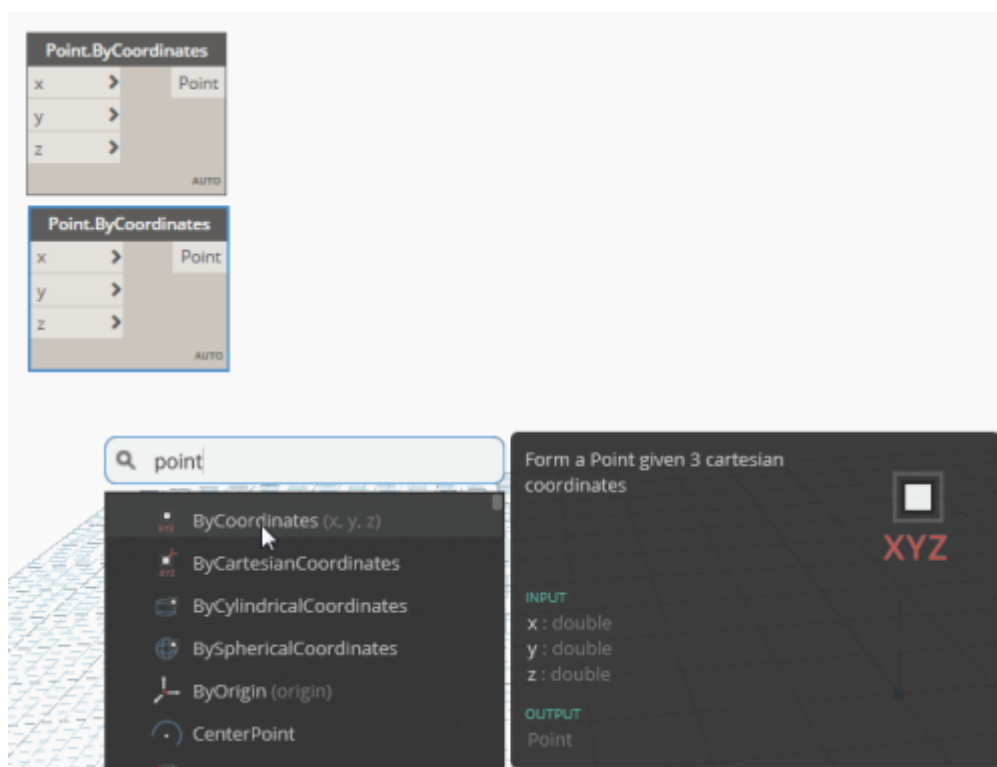 Point.ByCoordinates
x Point
y
z
AUTO
Point.ByCoordinates
x Point
y
z
AUTO
point
ByCoordinates (x, y, z)
ByCartesianCoordinates
ByCylindricalCoordinates
BySphericalCoordinates
ByOrigin (origin)
CenterPoint
Form a Point given 3 cartesian
coordinates
XYZ
INPUT
x : double
y : double
z : double
OUTPUT
Point